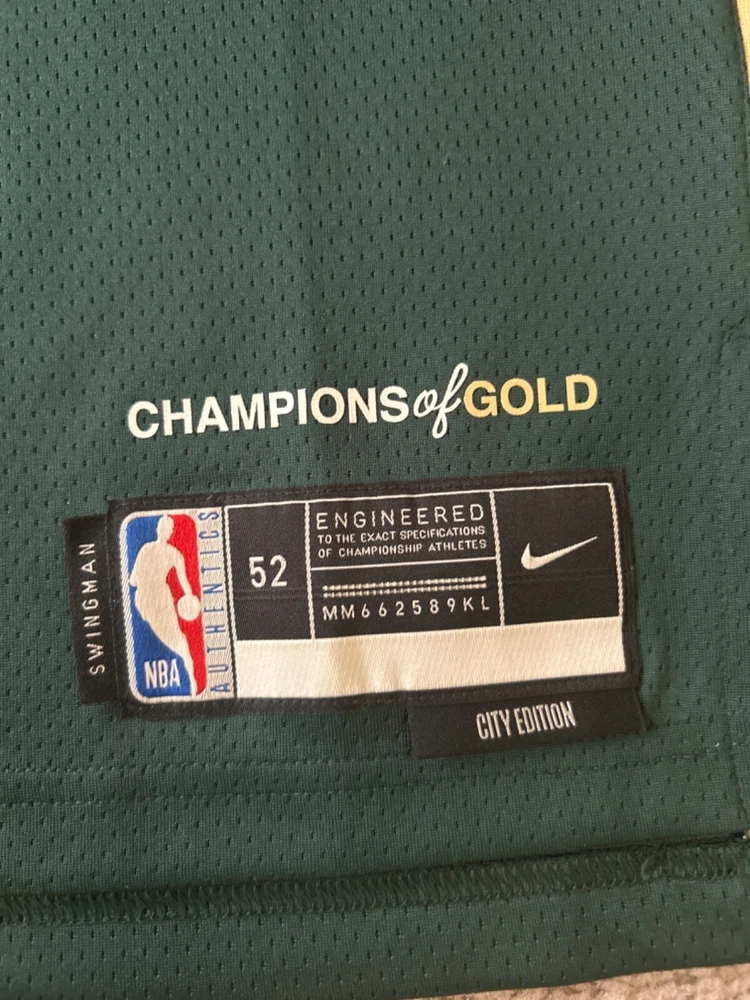 CHAMPIONS of GOLD
SWINGMAN
NBA
AUTHENTICS
52
ENGINEERED
TO THE EXACT SPECIFICATIONS
OF CHAMPIONSHIP ATHLETES
MM662589KL
CITY EDITION